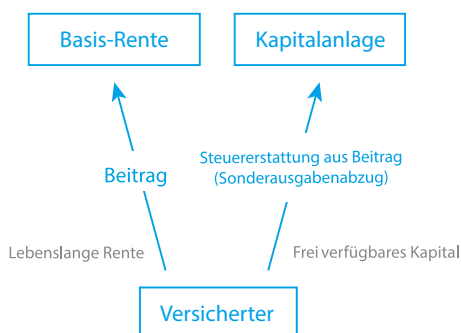 Basis-Rente
Kapitalanlage
Beitrag
Steuererstattung aus Beitrag
(Sonderausgabenabzug)
Lebenslange Rente
Frei verfügbares Kapital
Versicherter